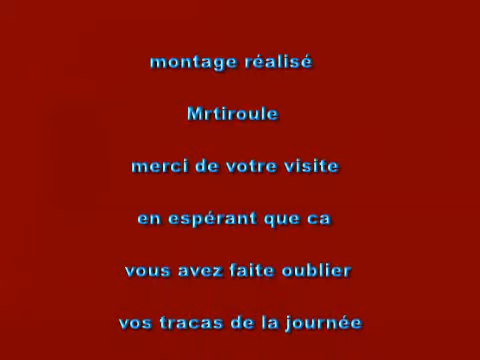 montage réalisé
Mrtiroule
merci de votre visite
en espérant que ca
vous avez faite oublier
vos tracas de la journée